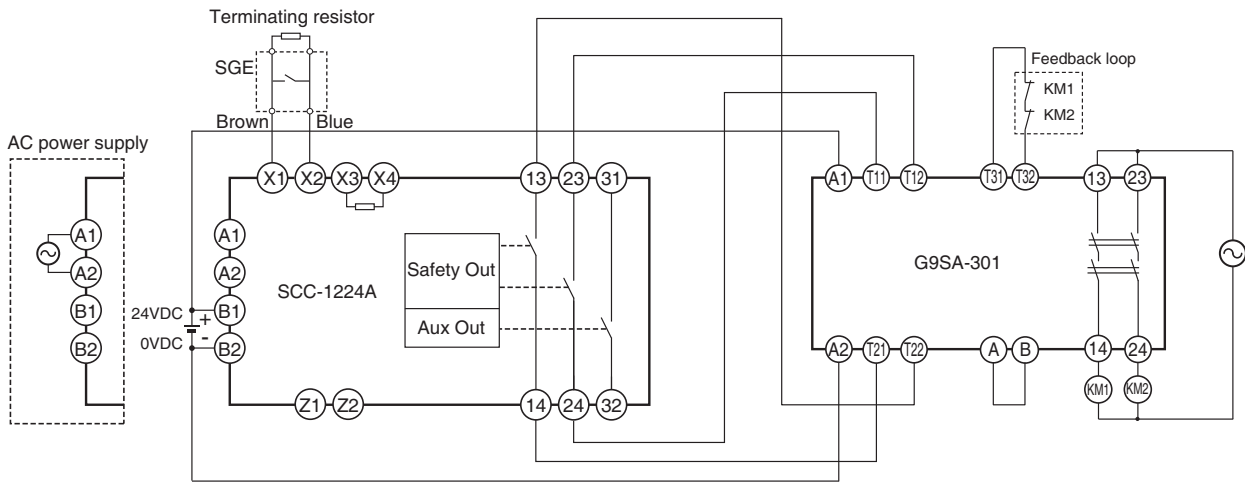 Terminating resistor
SGE
Brown Blue
Feedback loop
KM1
KM2
AC power supply
X1 X2 X3 X4 13 23 31
A1 T11 T12 T31 T32 13 23
A1
A2
B1
B2
A1
A2
B1
B2
24VDC
0VDC
+
-
SCC-1224A
Safety Out
Aux Out
G9SA-301
Z1 Z2 14 24 32
A2 T21 T22 A B 14 24
KM1 KM2